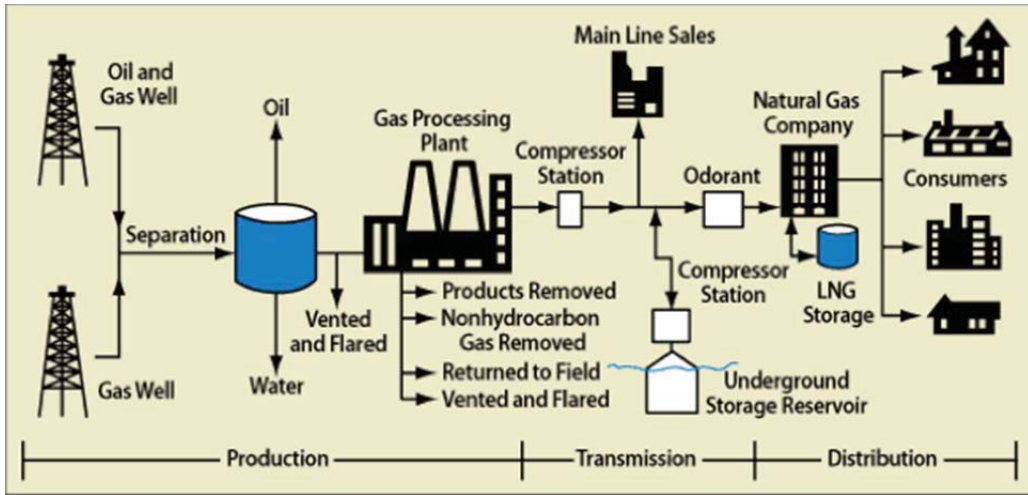 Oil and
Gas Well
Oil
Separation
Gas Well
Water
Vented
and Flared
Gas Processing
Plant
Products Removed
Nonhydrocarbon
Gas Removed
Returned to Field
Vented and Flared
Compressor
Station
Main Line Sales
Odorant
Compressor
Station
Underground
Storage Reservoir
Natural Gas
Company
LNG
Storage
Consumers
Production
Transmission
Distribution